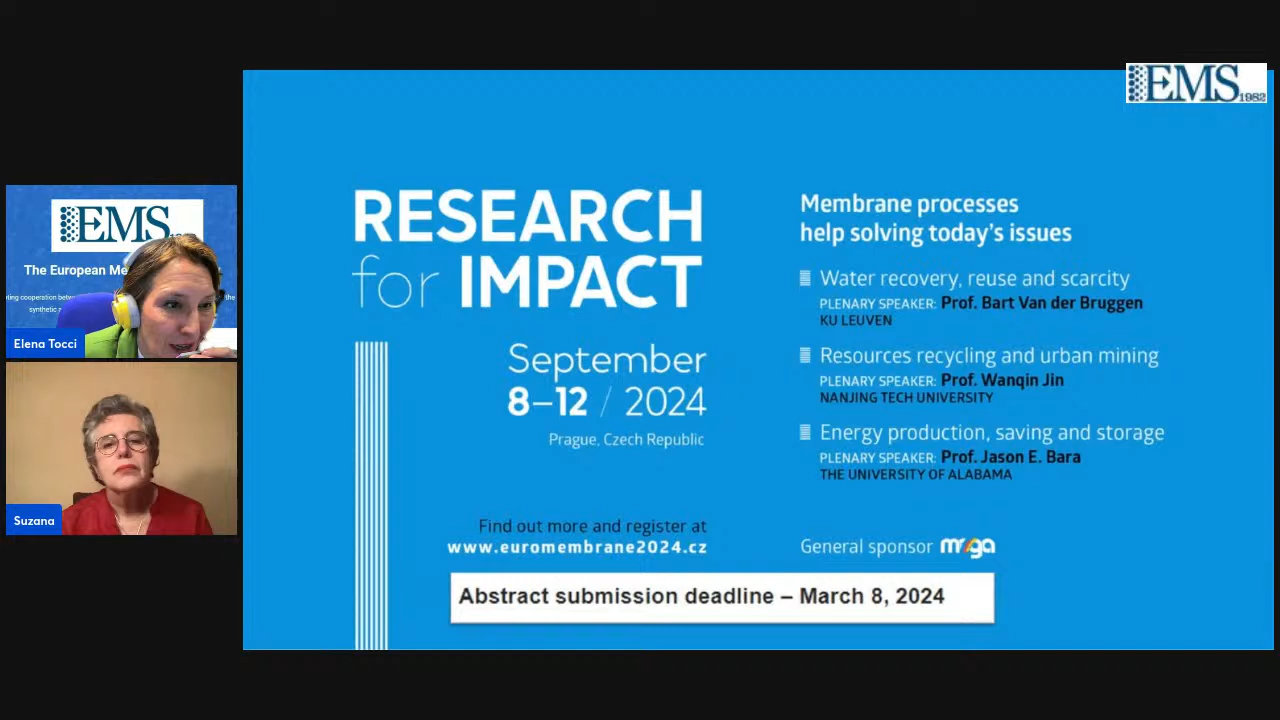 EMS 1982
RESEARCH
for IMPACT
September
8–12 / 2024
Prague, Czech Republic
Find out more and register at
www.euromembrane2024.cz
Abstract submission deadline – March 8, 2024
Membrane processes
help solving today's issues
Water recovery, reuse and scarcity
PLENARY SPEAKER: Prof. Bart Van der Bruggen
KU LEUVEN
Resources recycling and urban mining
PLENARY SPEAKER: Prof. Wanqin Jin
NANJING TECH UNIVERSITY
Energy production, saving and storage
PLENARY SPEAKER: Prof. Jason E. Bara
THE UNIVERSITY OF ALABAMA
General sponsor mega
EMS
The European Me
the
Elena Tocci
Suzana